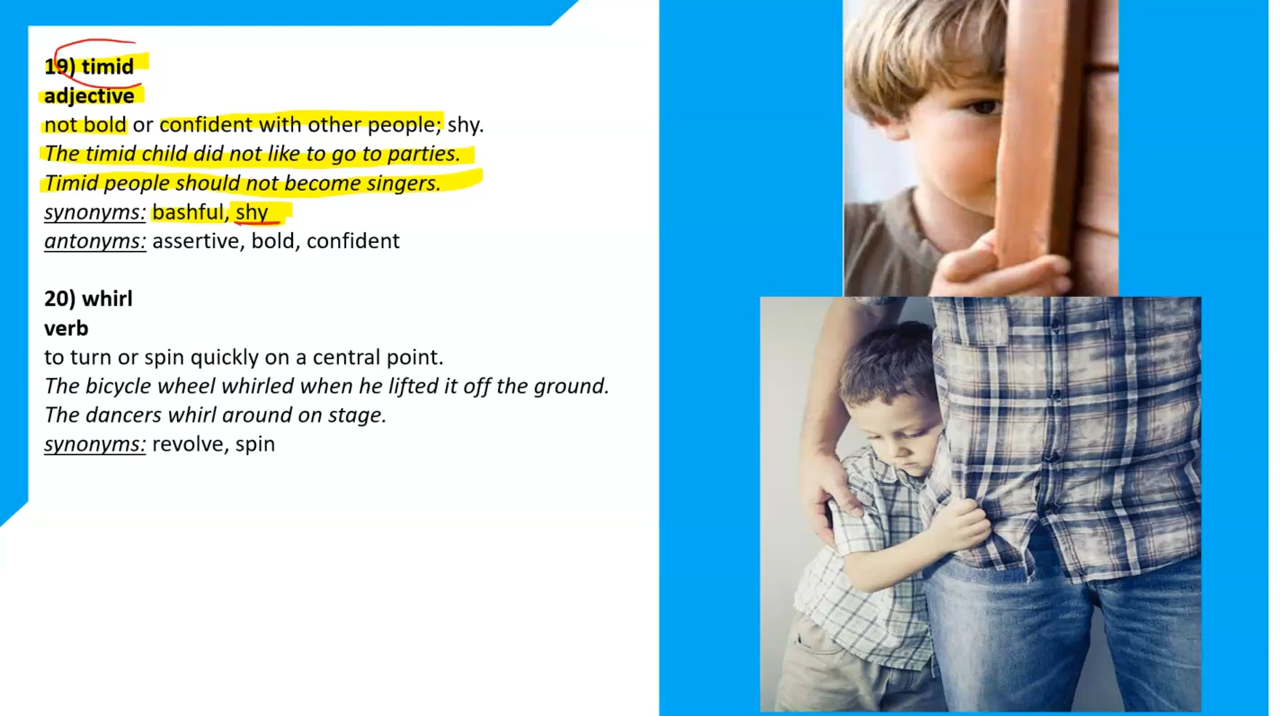 19) timid
adjective
not bold or confident with other people; shy.
The timid child did not like to go to parties.
Timid people should not become singers.
synonyms: bashful, shy
antonyms: assertive, bold, confident
20) whirl
verb
to turn or spin quickly on a central point.
The bicycle wheel whirled when he lifted it off the ground.
The dancers whirl around on stage.
synonyms: revolve, spin